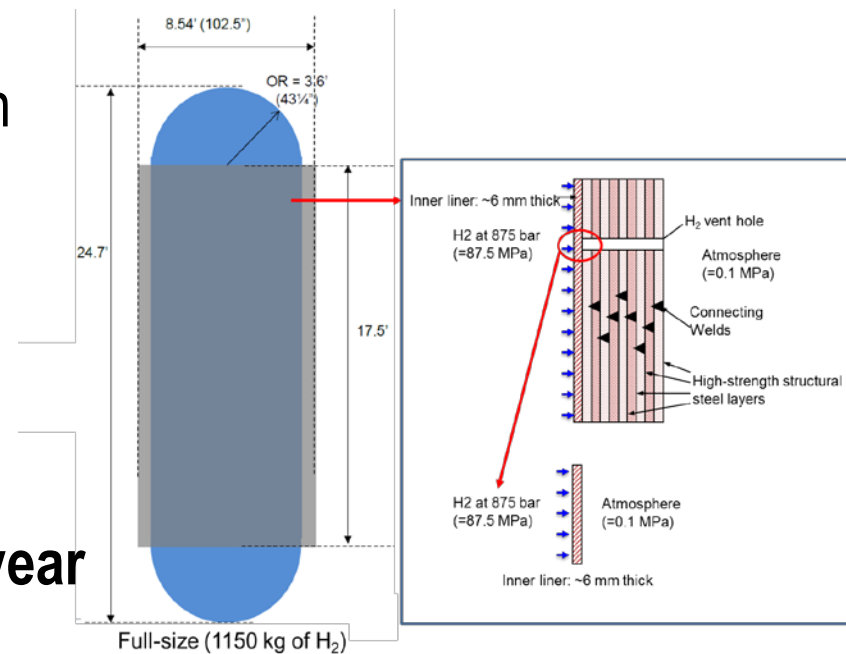 8.54' (102.5")
OR = 3.6'
(43¼")
24.7'
17.5'
Full-size (1150 kg of H₂)
Inner liner: ~6 mm thick
H2 at 875 bar
(=87.5 MPa)
H₂ vent hole
Atmosphere
(=0.1 MPa)
Connecting
Welds
High-strength structural
steel layers
H2 at 875 bar
(=87.5 MPa)
Atmosphere
(=0.1 MPa)
Inner liner: ~6 mm thick
year